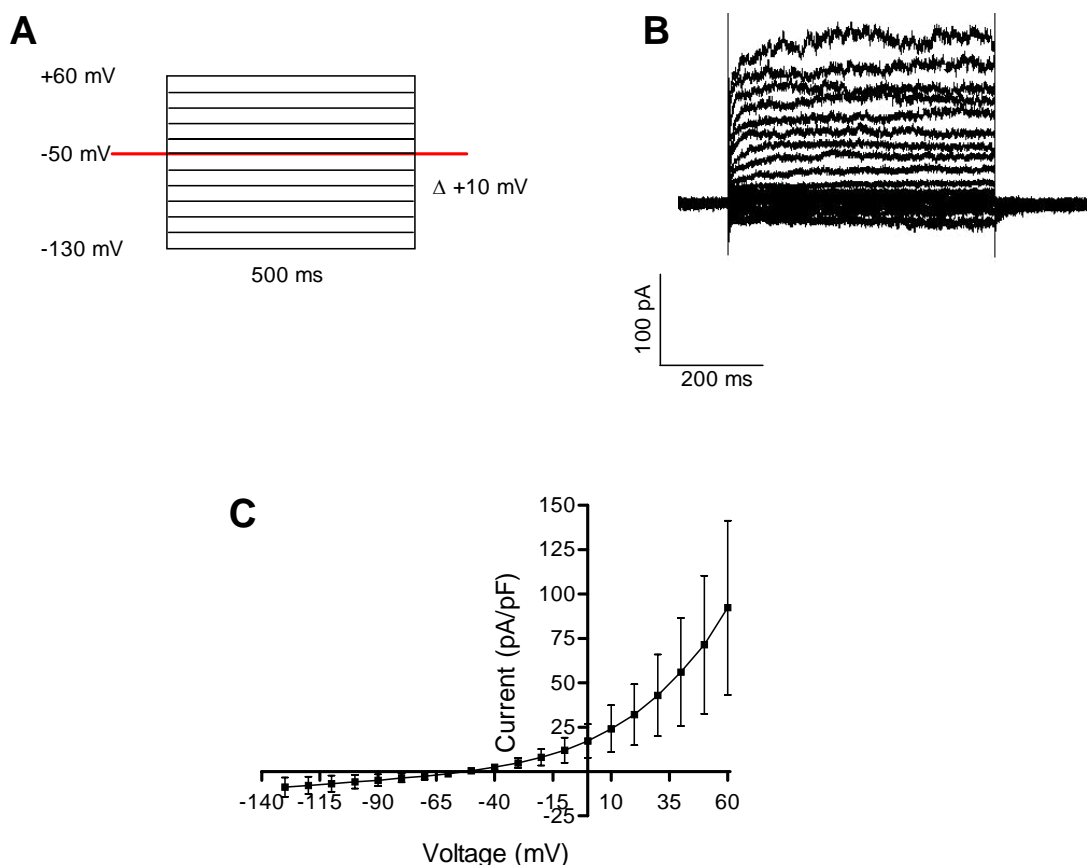 A
+60 mV
-50 mV
Δ +10 mV
-130 mV
500 ms
B
100 pA
200 ms
C
150
125
100
75
50
25
-25
Current (pA/pF)
-140 -115 -90 -65 -40 -15 10 35 60
Voltage (mV)